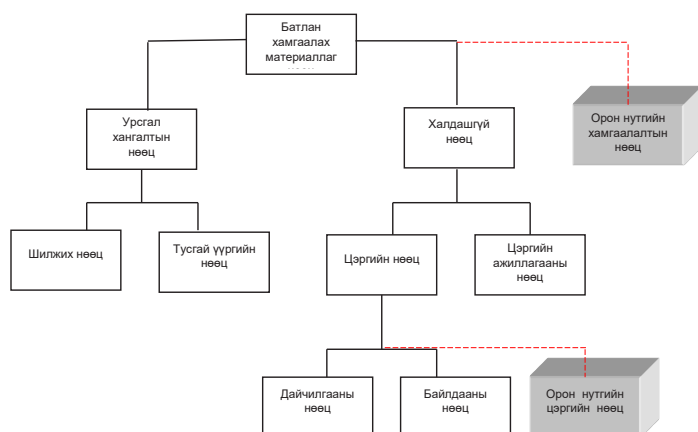 Батлан
хамгаалах
материаллаг
Урсгал
хангалтын
нөөц
Халдашгүй
нөөц
Орон нутгийн
хамгаалалтын
нөөц
Шилжих нөөц
Тусгай үүргийн
нөөц
Цэргийн нөөц
Цэргийн
ажиллагааны
нөөц
Дайчилгааны
нөөц
Байлдааны
нөөц
Орон нутгийн
цэргийн нөөц